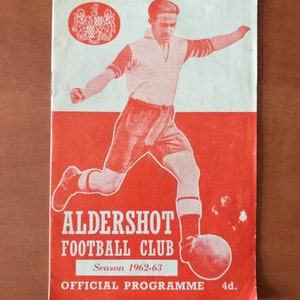 ALDERSHOT
FOOTBALL CLUB
Season 1962-63
OFFICIAL PROGRAMME 4d.